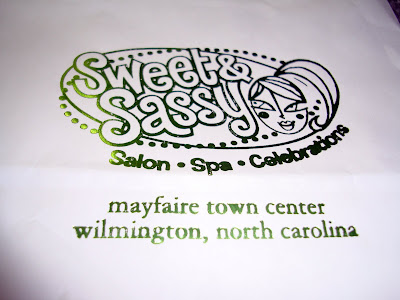 Sweet &
Sassy
Salon • Spa • Celebrations
mayfaire town center
wilmington, north carolina